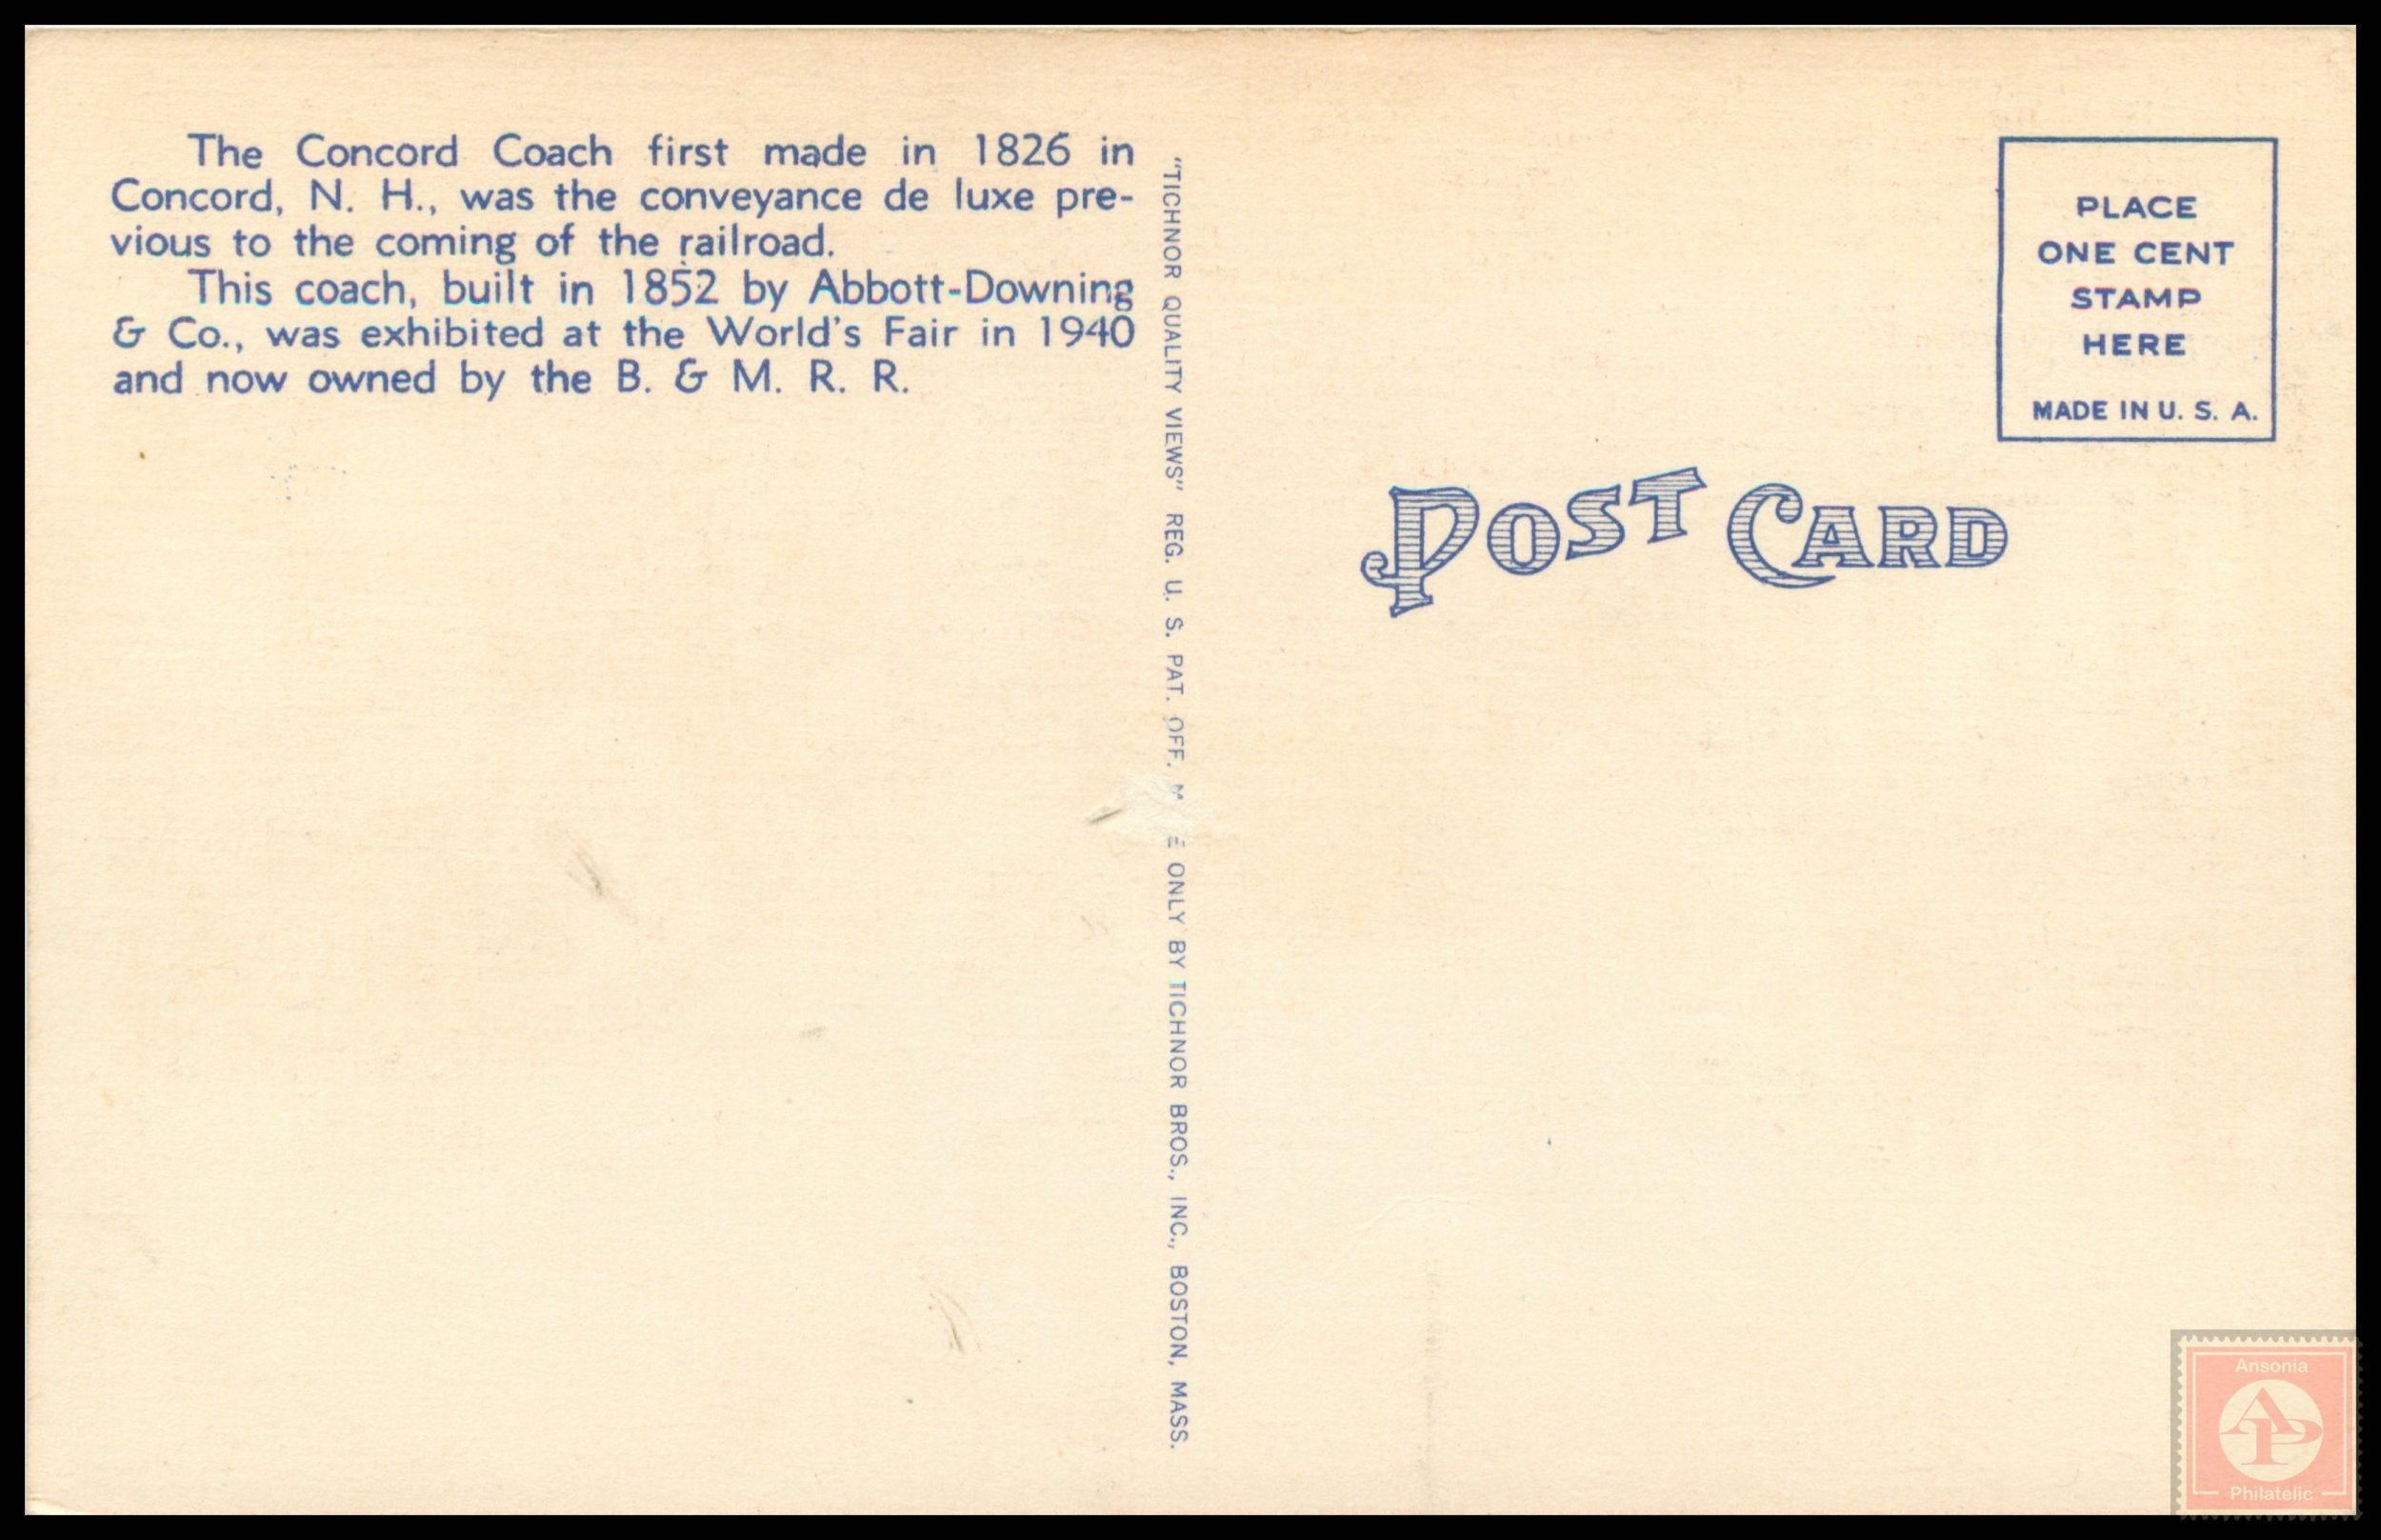 The Concord Coach first made in 1826 in
Concord, N. H., was the conveyance de luxe pre-
vious to the coming of the railroad.
This coach, built in 1852 by Abbott-Downing
& Co., was exhibited at the World's Fair in 1940
and now owned by the B. & M. R. R.
"TICHNOR QUALITY VIEWS" REG. U. S. PAT. OFF. ONLY BY TICHNOR BROS., INC., BOSTON, MASS.
PLACE
ONE CENT
STAMP
HERE
MADE IN U. S. A.
POST CARD
Ansonia
AP
Philatelic